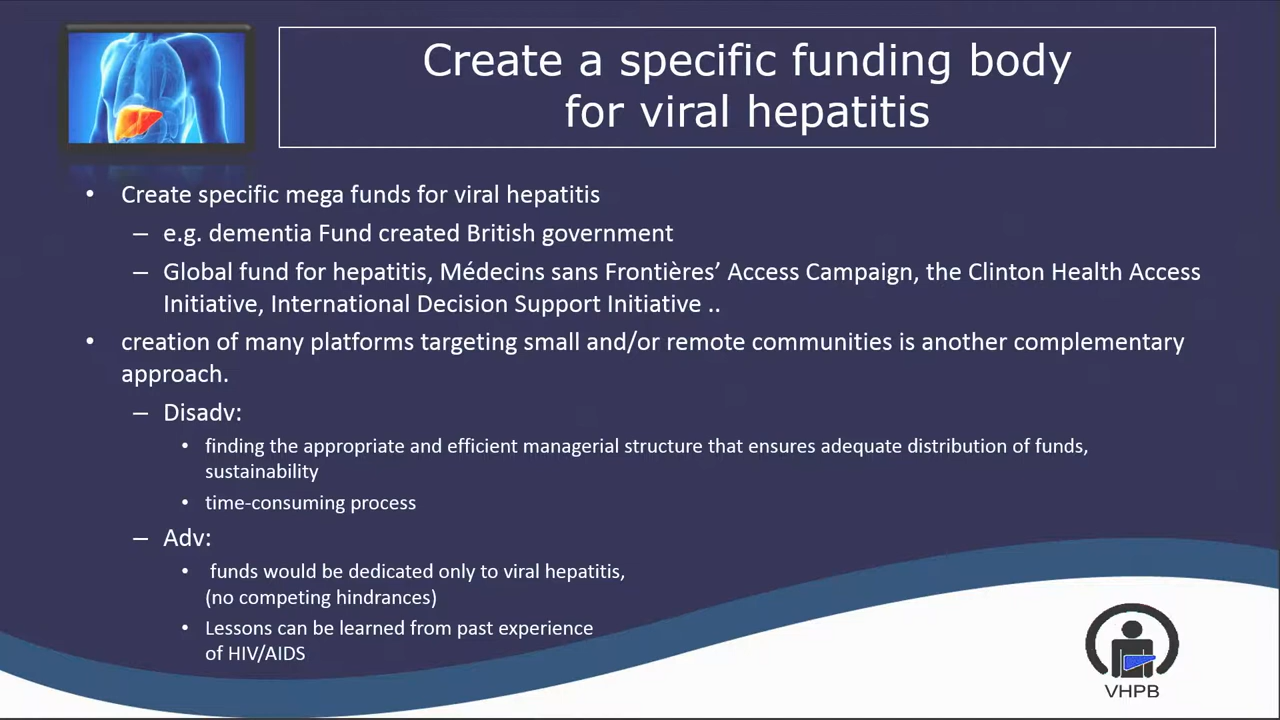 Create a specific funding body
for viral hepatitis
• Create specific mega funds for viral hepatitis
– e.g. dementia Fund created British government
– Global fund for hepatitis, Médecins sans Frontières’ Access Campaign, the Clinton Health Access
Initiative, International Decision Support Initiative ..
• creation of many platforms targeting small and/or remote communities is another complementary
approach.
– Disadv:
• finding the appropriate and efficient managerial structure that ensures adequate distribution of funds,
sustainability
• time-consuming process
– Adv:
• funds would be dedicated only to viral hepatitis,
(no competing hindrances)
• Lessons can be learned from past experience
of HIV/AIDS
VHPB